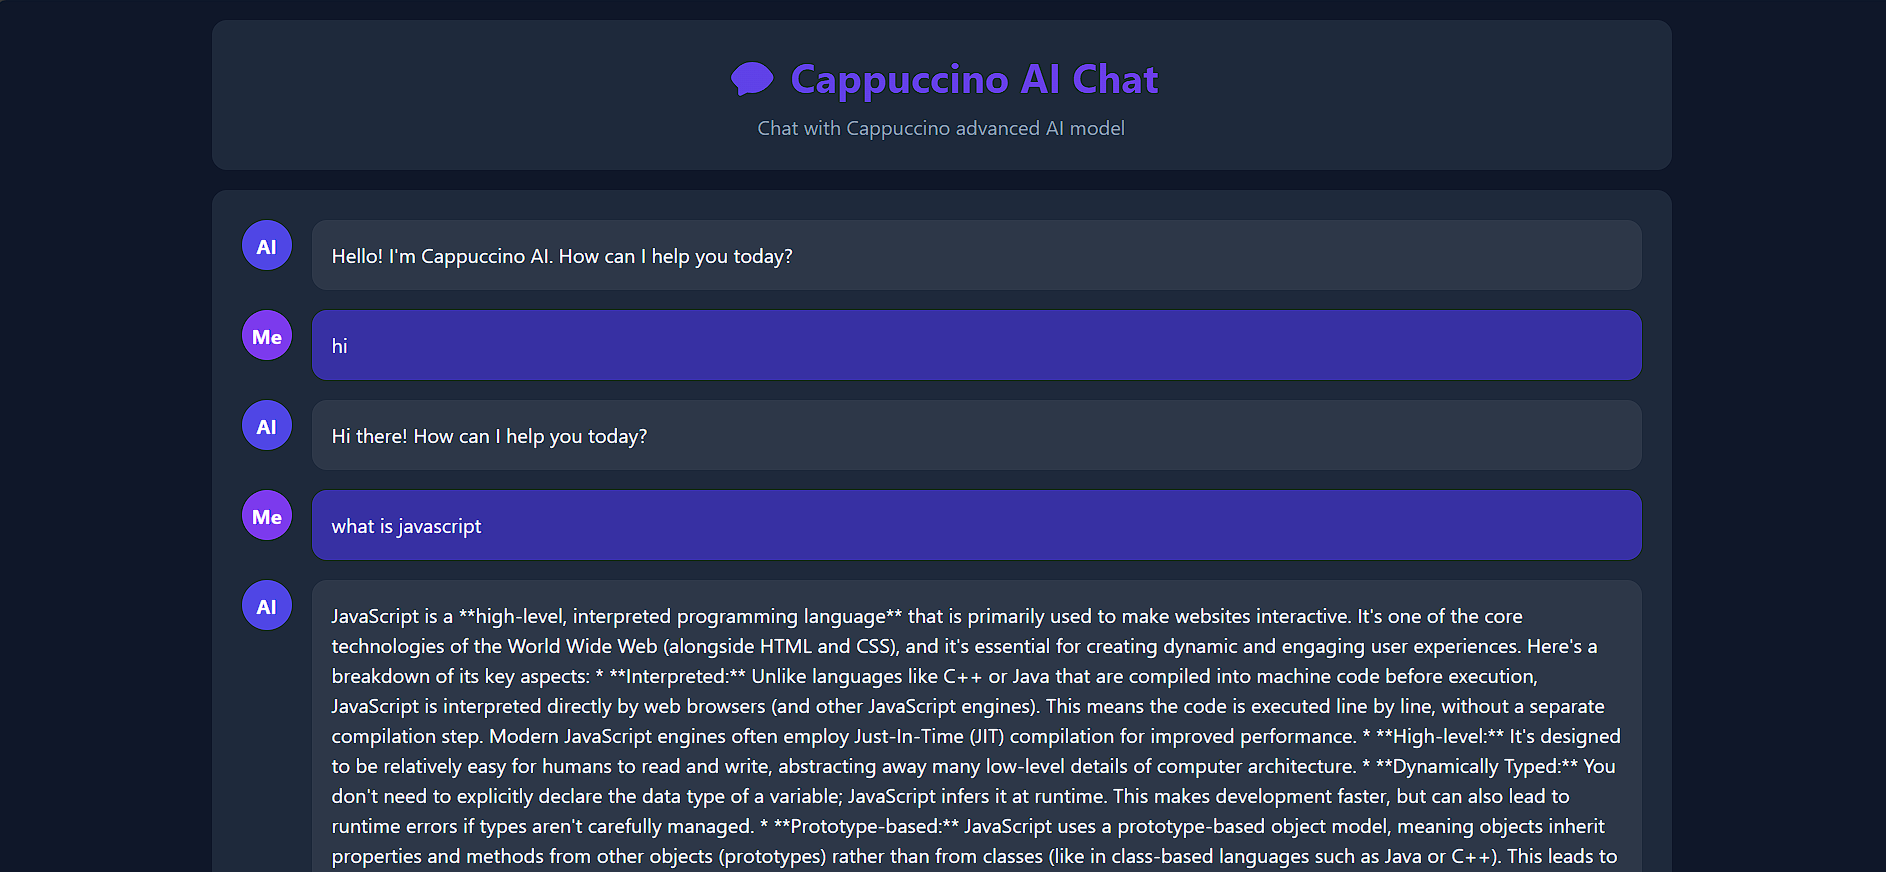 Cappuccino AI Chat
Chat with Cappuccino advanced AI model
AI
Hello! I'm Cappuccino AI. How can I help you today?
Me
hi
AI
Hi there! How can I help you today?
Me
what is javascript
AI
JavaScript is a **high-level, interpreted programming language** that is primarily used to make websites interactive. It's one of the core
technologies of the World Wide Web (alongside HTML and CSS), and it's essential for creating dynamic and engaging user experiences. Here's a
breakdown of its key aspects: * **Interpreted:** Unlike languages like C++ or Java that are compiled into machine code before execution,
JavaScript is interpreted directly by web browsers (and other JavaScript engines). This means the code is executed line by line, without a separate
compilation step. Modern JavaScript engines often employ Just-In-Time (JIT) compilation for improved performance. * **High-level:** It's designed
to be relatively easy for humans to read and write, abstracting away many low-level details of computer architecture. * **Dynamically Typed:** You
don't need to explicitly declare the data type of a variable; JavaScript infers it at runtime. This makes development faster, but can also lead to
runtime errors if types aren't carefully managed. * **Prototype-based:** JavaScript uses a prototype-based object model, meaning objects inherit
properties and methods from other objects (prototypes) rather than from classes (like in class-based languages such as Java or C++). This leads to